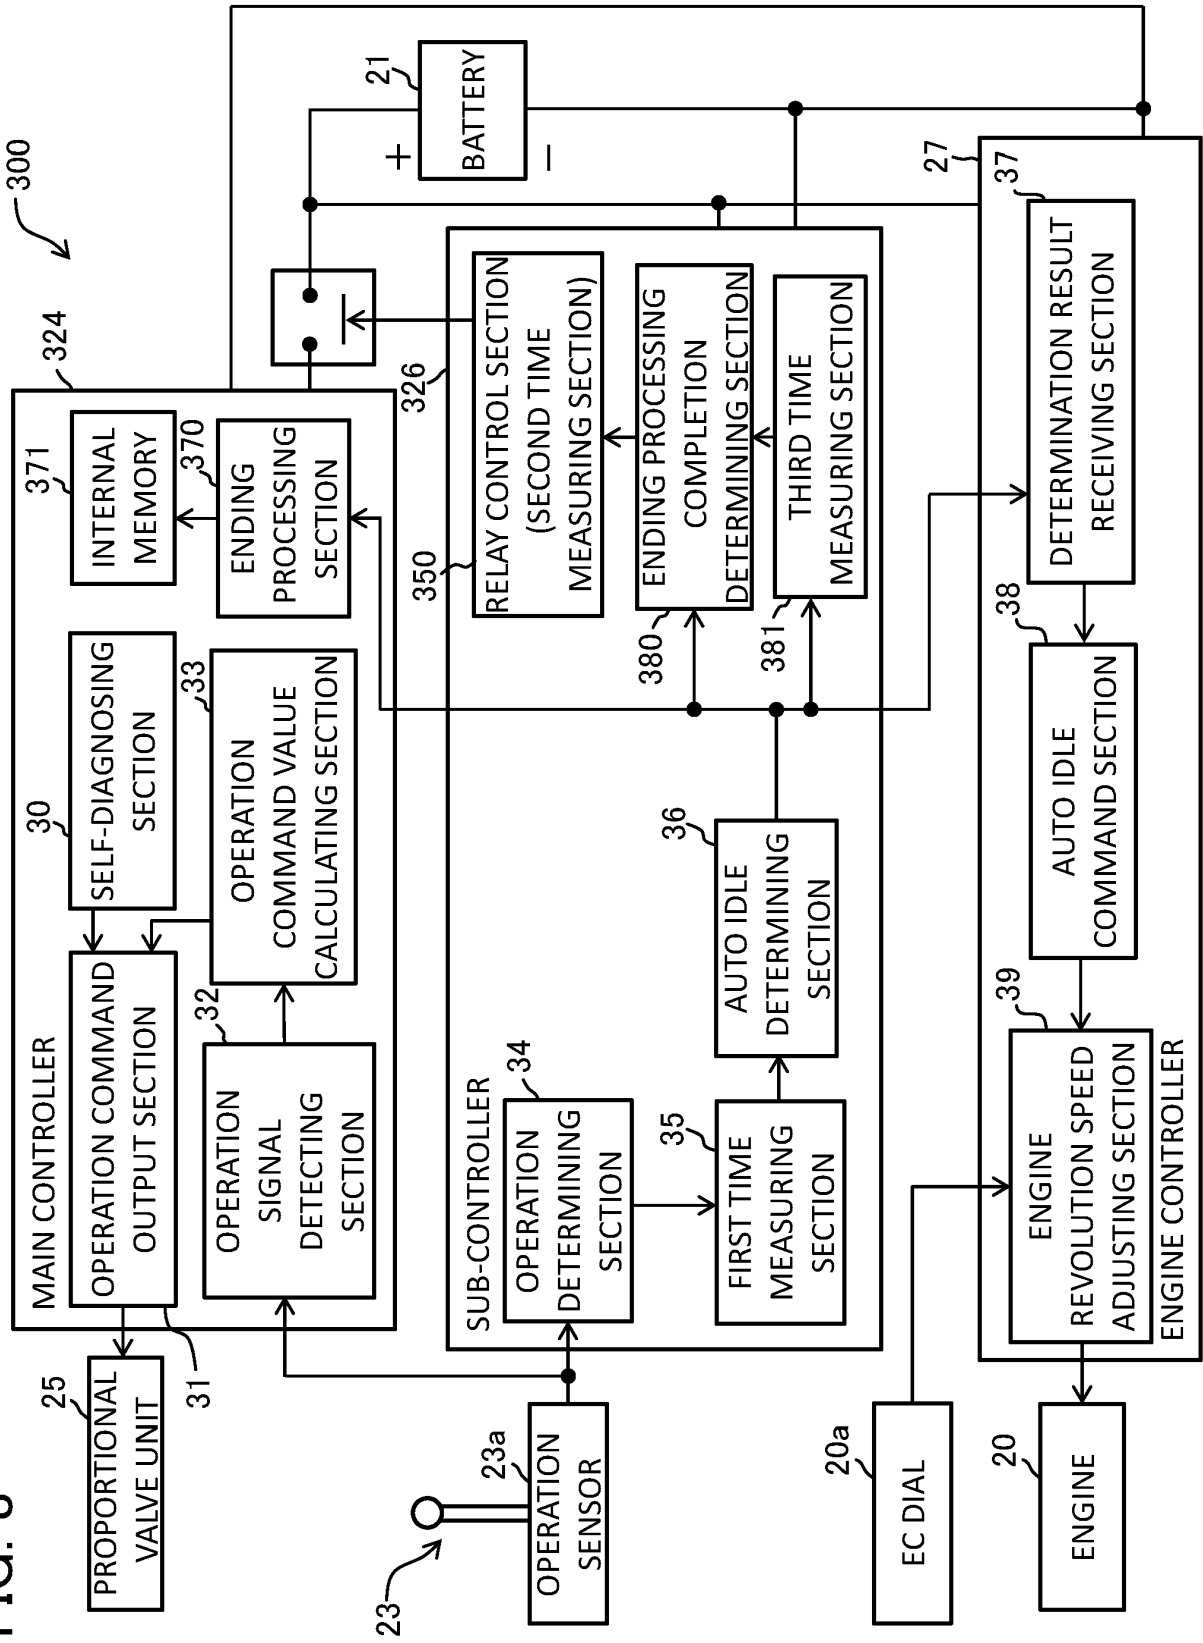 300
324
MAIN CONTROLLER
371
INTERNAL
MEMORY
370
ENDING
PROCESSING
SECTION
30
SELF-DIAGNOSING
SECTION
33
OPERATION
COMMAND VALUE
CALCULATING SECTION
OPERATION COMMAND
OUTPUT SECTION
31
32
OPERATION
SIGNAL
DETECTING
SECTION
25
PROPORTIONAL
VALVE UNIT
21
BATTERY
+
−
326
SUB-CONTROLLER
350
RELAY CONTROL SECTION
(SECOND TIME
MEASURING SECTION)
380
ENDING PROCESSING
COMPLETION
DETERMINING SECTION
381
THIRD TIME
MEASURING SECTION
34
OPERATION
DETERMINING
SECTION
35
FIRST TIME
MEASURING
SECTION
36
AUTO IDLE
DETERMINING
SECTION
23
23a
OPERATION
SENSOR
20a
EC DIAL
20
ENGINE
27
37
DETERMINATION RESULT
RECEIVING SECTION
38
AUTO IDLE
COMMAND SECTION
39
ENGINE
REVOLUTION SPEED
ADJUSTING SECTION
ENGINE CONTROLLER